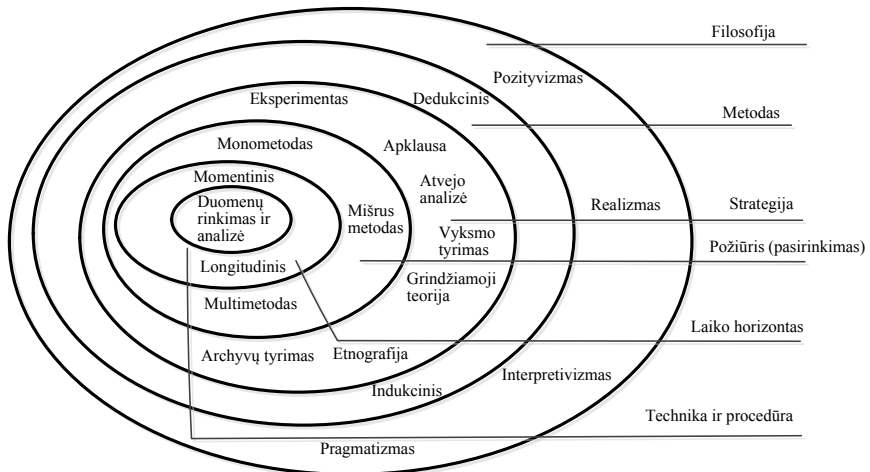 Filosofija
Pozityvizmas
Eksperimentas
Dedukcinis
Metodas
Monometodas
Apklausa
Momentinis
Atvejo
analizė
Duomenų
rinkimas ir
analizė
Mišrus
metodas
Realizmas
Strategija
Vyksmo
tyrimas
Požiūris (pasirinkimas)
Longitudinis
Grindžiamoji
teorija
Multimetodas
Laiko horizontas
Archyvų tyrimas
Etnografija
Interpretivizmas
Indukcinis
Technika ir procedūra
Pragmatizmas